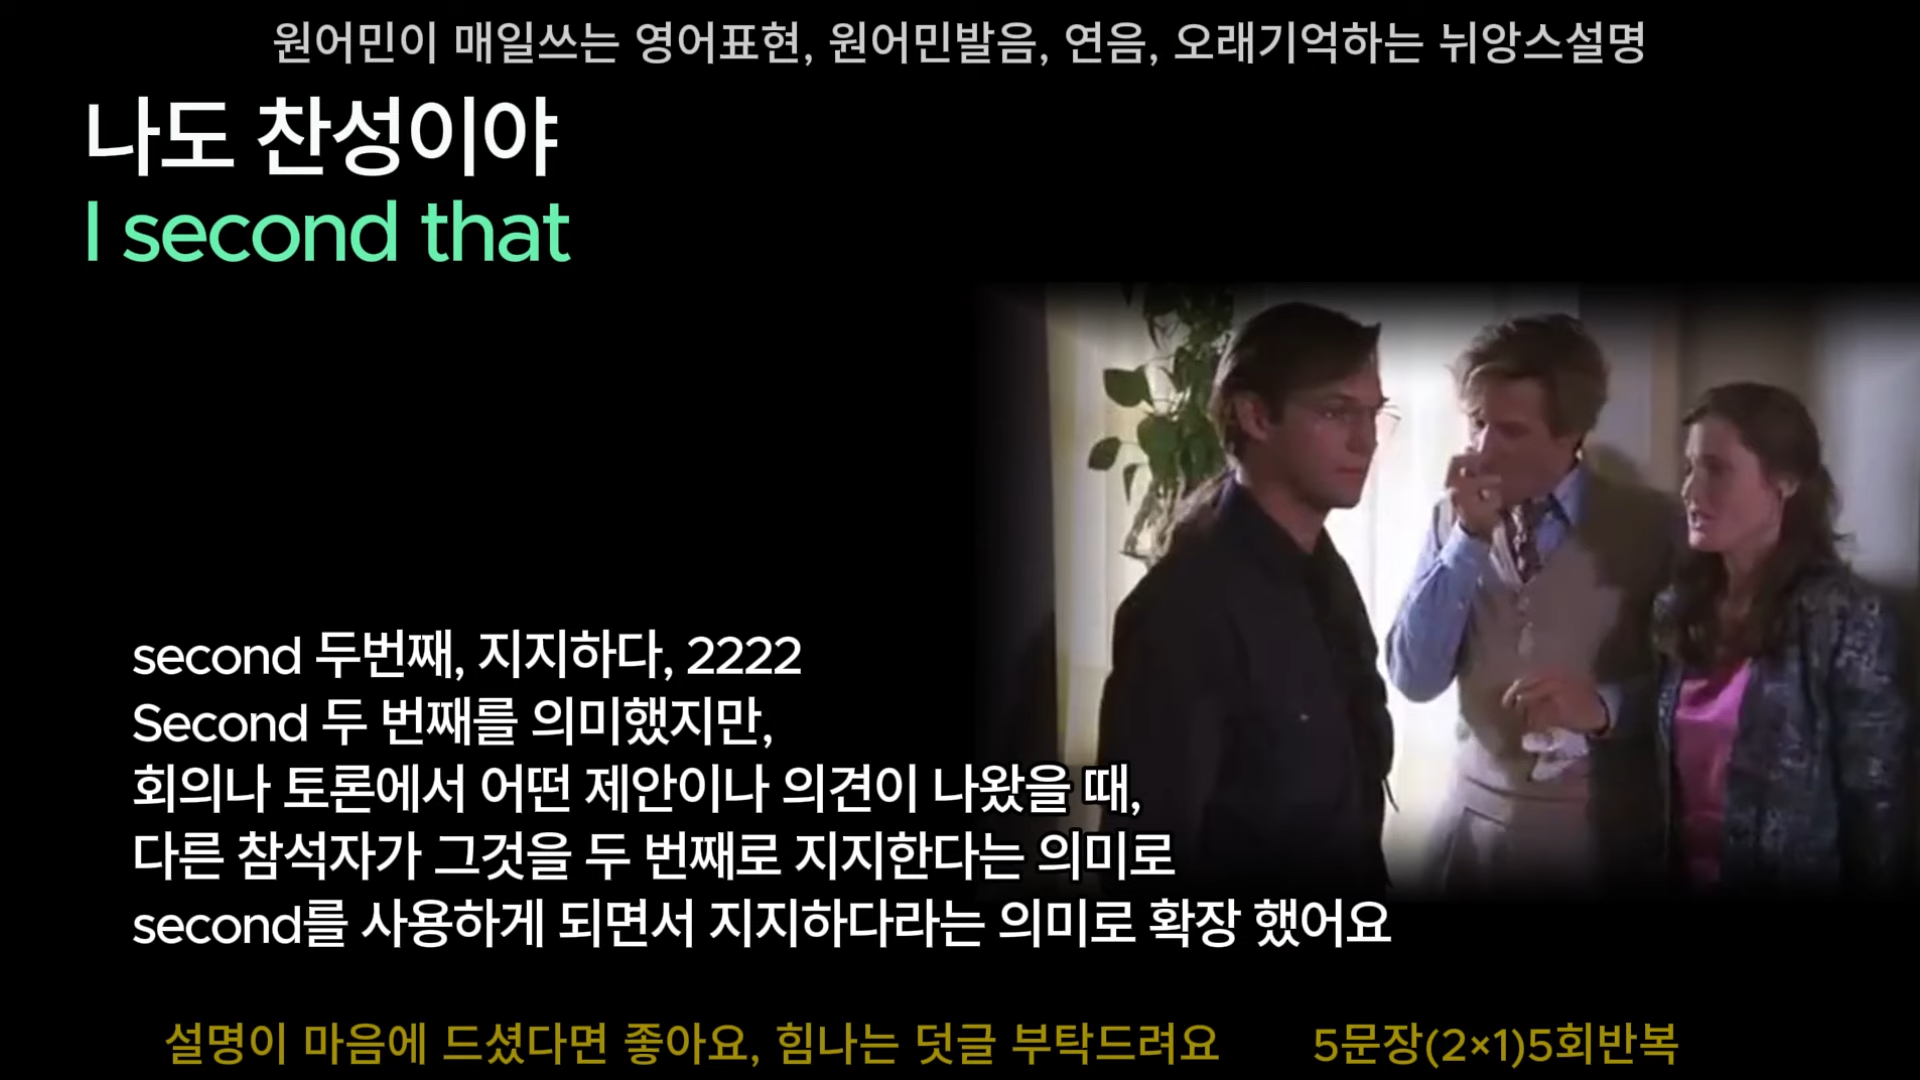 원어민이 매일쓰는 영어표현, 원어민발음, 연음, 오래기억하는 뉘앙스설명
나도 찬성이야
I second that
second 두번째, 지지하다, 2222
Second 두 번째를 의미했지만,
회의나 토론에서 어떤 제안이나 의견이 나왔을 때,
다른 참석자가 그것을 두 번째로 지지한다는 의미로
second를 사용하게 되면서 지지하다라는 의미로 확장 했어요
설명이 마음에 드셨다면 좋아요, 힘나는 덧글 부탁드려요 5문장(2×1)5회반복